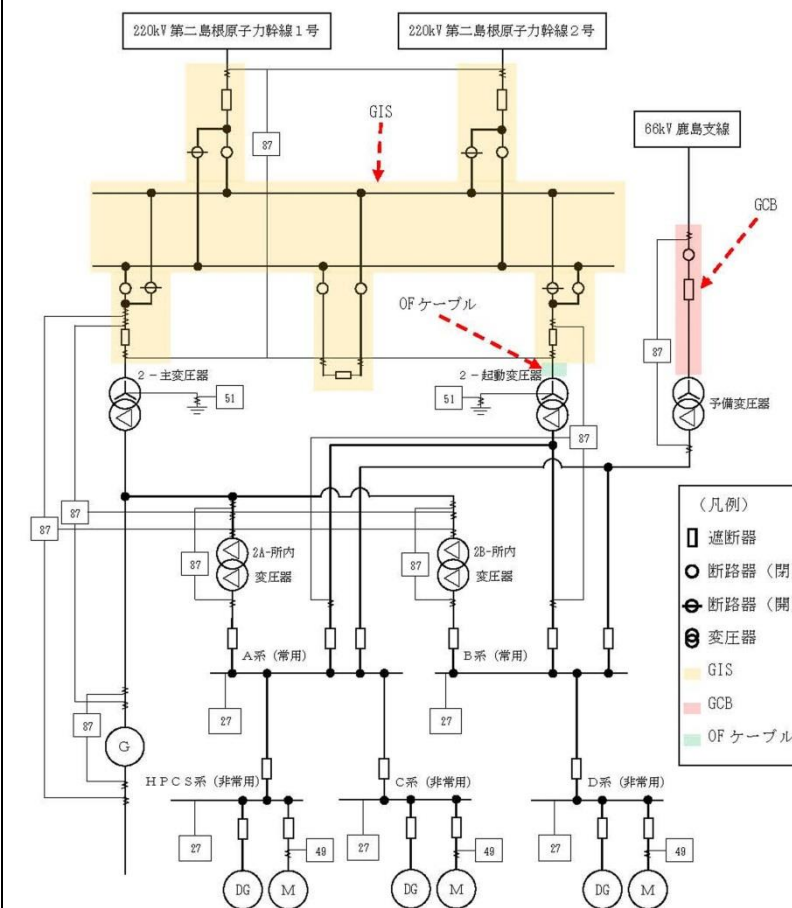 220kV 第二島根原子力幹線1号
220kV 第二島根原子力幹線2号
66kV 鹿島支線
GIS
87
GCB
OFケーブル
87
2-主変圧器
51
2-起動変圧器
51
予備変圧器
87
87
87
87
2A-所内
変圧器
87
2B-所内
変圧器
(凡例)
遮断器
断路器(閉
断路器(開
変圧器
GIS
GCB
OFケーブル
A系(常用)
B系(常用)
27
27
87
G
HPCS系(非常用)
C系(非常用)
D系(非常用)
27
49
27
49
27
49
DG
M
DG
M
DG
M